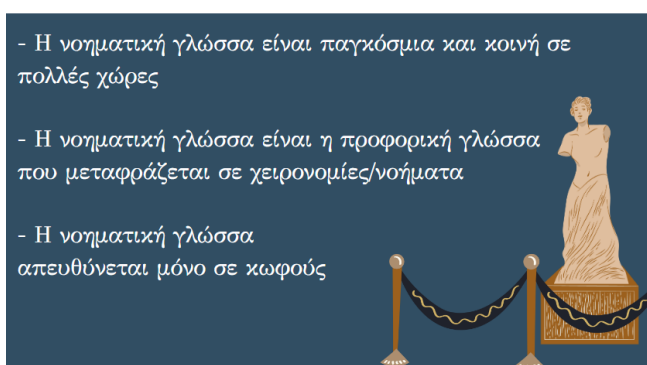 - Η νοηματική γλώσσα είναι παγκόσμια και κοινή σε
πολλές χώρες
- Η νοηματική γλώσσα είναι η προφορική γλώσσα
που μεταφράζεται σε χειρονομίες/νοήματα
- Η νοηματική γλώσσα
απευθύνεται μόνο σε κωφούς